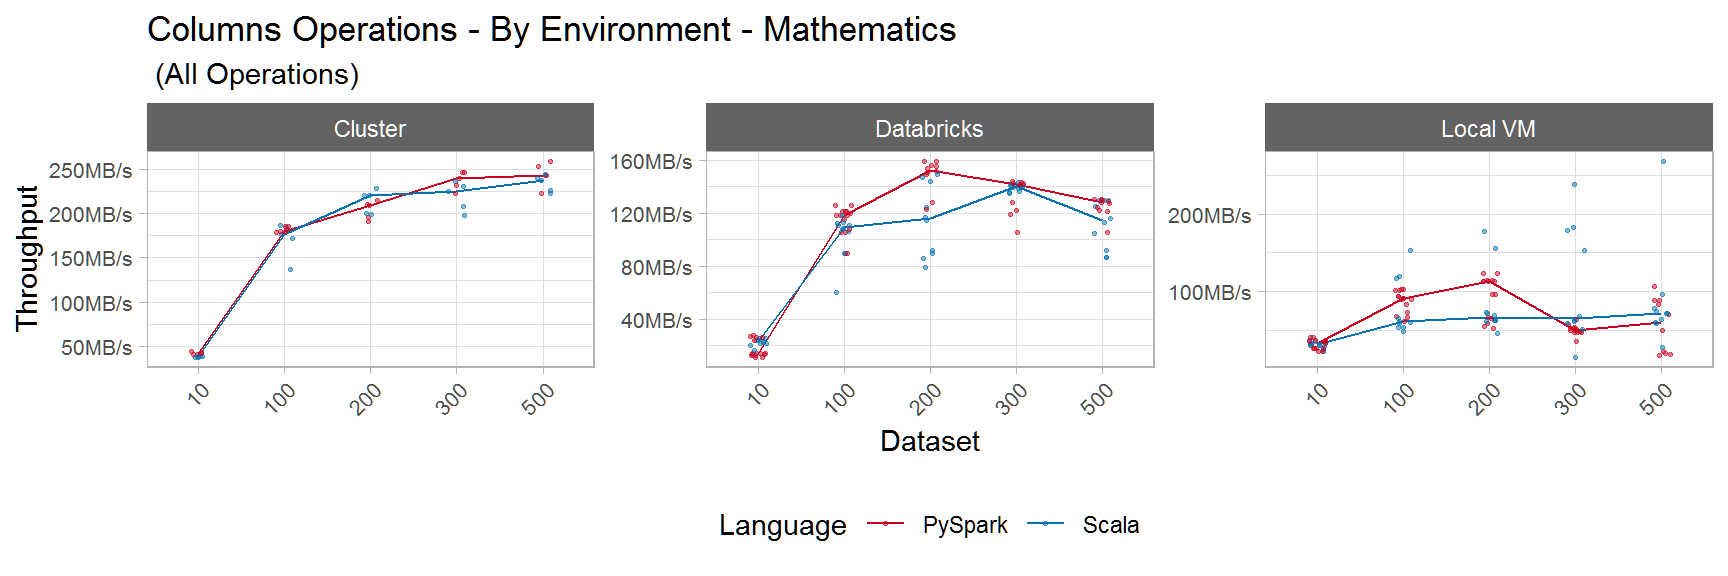 Columns Operations - By Environment - Mathematics
(All Operations)
Cluster
Databricks
Local VM
Throughput
250MB/s
200MB/s
150MB/s
100MB/s
50MB/s
160MB/s
120MB/s
80MB/s
40MB/s
200MB/s
100MB/s
10 100 200 300 500
10 100 200 300 500
10 100 200 300 500
Dataset
Language PySpark Scala